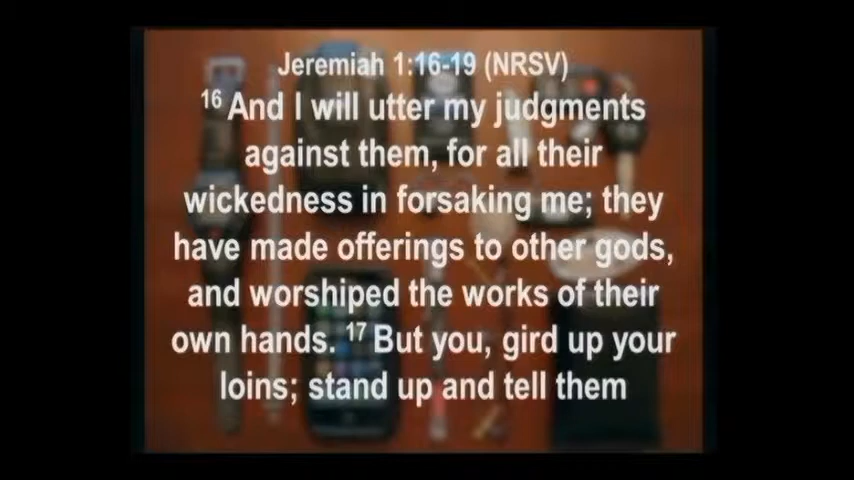 Jeremiah 1:16-19 (NRSV)
16 And I will utter my judgments
against them, for all their
wickedness in forsaking me; they
have made offerings to other gods,
and worshiped the works of their
own hands. 17 But you, gird up your
loins; stand up and tell them